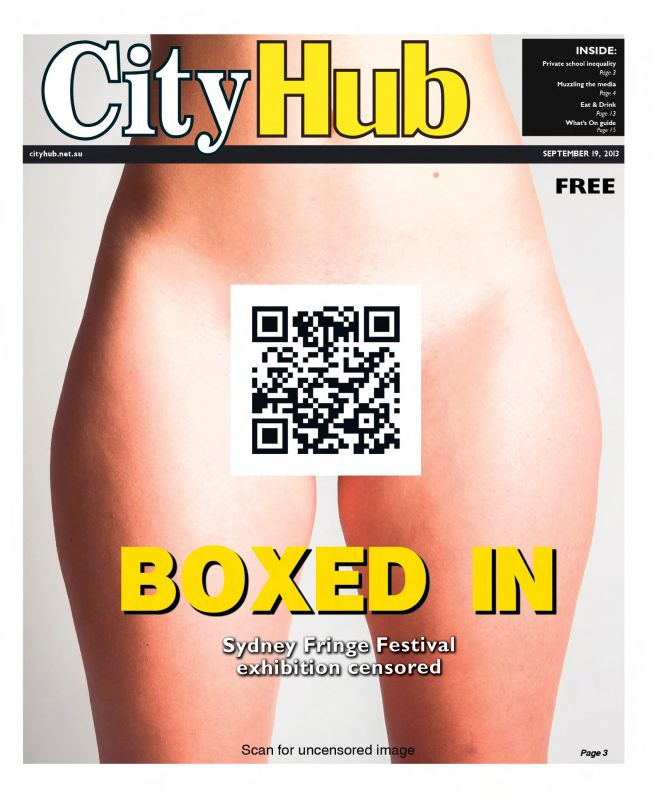 CityHub
INSIDE:
Private school inequality
Page 3
Muzzling the media
Page 4
Eat & Drink
Page 13
What's On guide
Page 15
cityhub.net.au
SEPTEMBER 19, 2013
FREE
BOXED IN
Sydney Fringe Festival
exhibition censored
Scan for uncensored image
Page 3